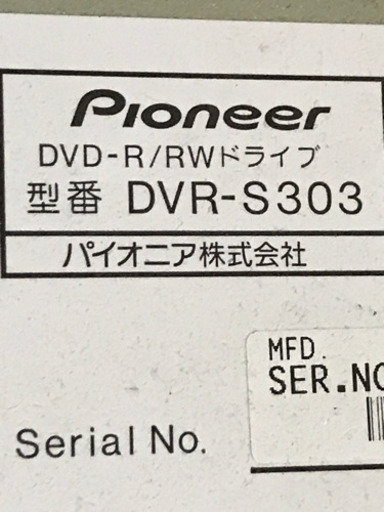 Pioneer
DVD-R/RWドライブ
型番 DVR-S303
パイオニア株式会社
MFD.
SER.NO
Serial No.